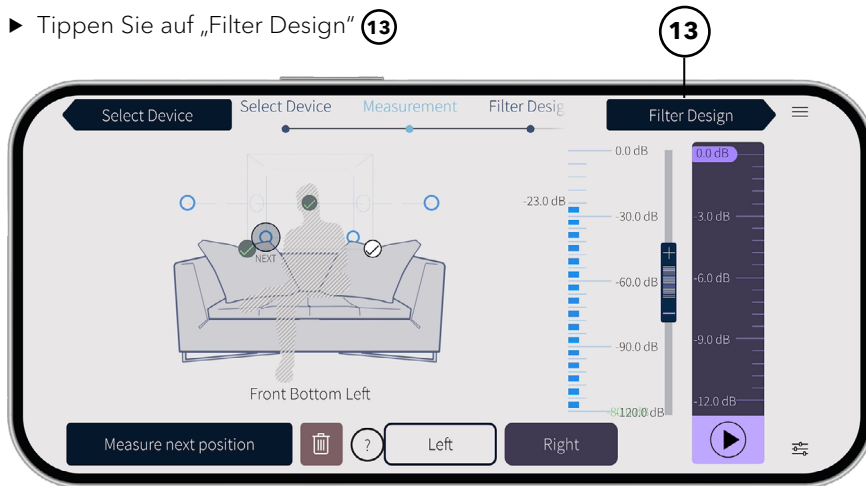 ► Tippen Sie auf „Filter Design" 13
13
Select Device
Select Device Measurement Filter Desig
Filter Design
0.0 dB
-23.0 dB
-30.0 dB
-60.0 dB
-90.0 dB
-120.0 dB
0.0 dB
-3.0 dB
-6.0 dB
-9.0 dB
-12.0 dB
+
NEXT
Front Bottom Left
Measure next position
?
Left
Right